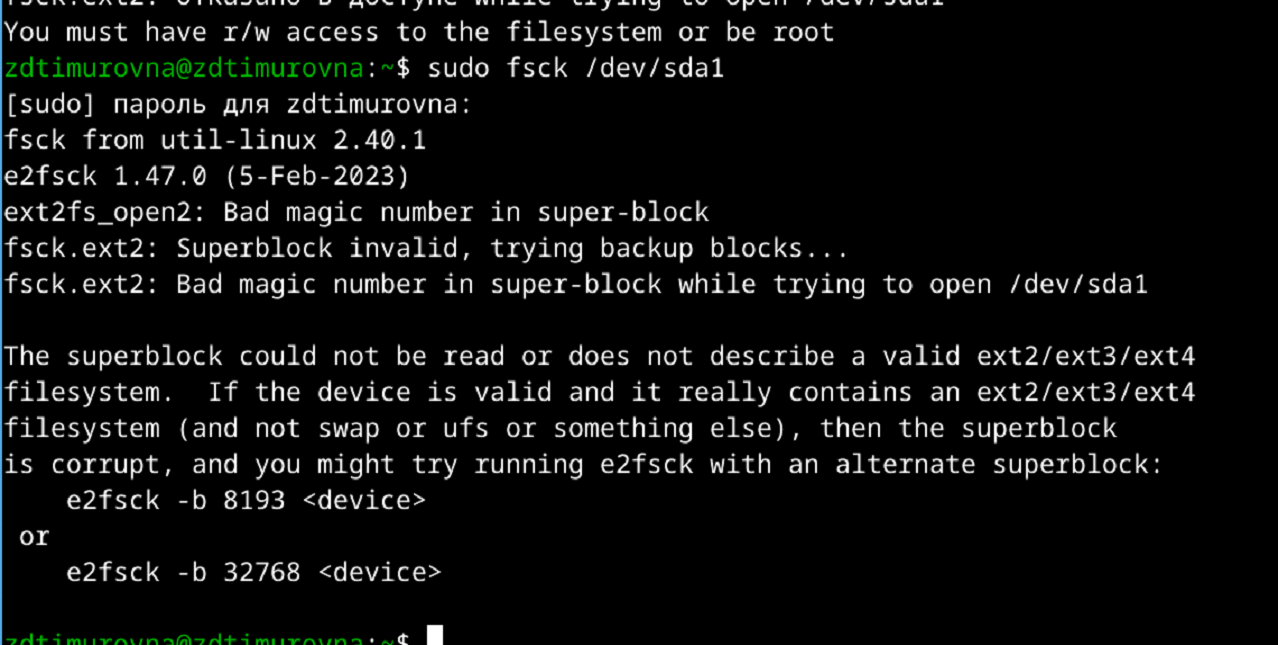 fsck.ext2: отказано в доступе while trying to open /dev/sda1
You must have r/w access to the filesystem or be root
zdtimurovna@zdtimurovna:~$ sudo fsck /dev/sda1
[sudo] пароль для zdtimurovna:
fsck from util-linux 2.40.1
e2fsck 1.47.0 (5-Feb-2023)
ext2fs_open2: Bad magic number in super-block
fsck.ext2: Superblock invalid, trying backup blocks...
fsck.ext2: Bad magic number in super-block while trying to open /dev/sda1
The superblock could not be read or does not describe a valid ext2/ext3/ext4
filesystem.  If the device is valid and it really contains an ext2/ext3/ext4
filesystem (and not swap or ufs or something else), then the superblock
is corrupt, and you might try running e2fsck with an alternate superblock:
    e2fsck -b 8193 <device>
 or
    e2fsck -b 32768 <device>
zdtimurovna@zdtimurovna:~$